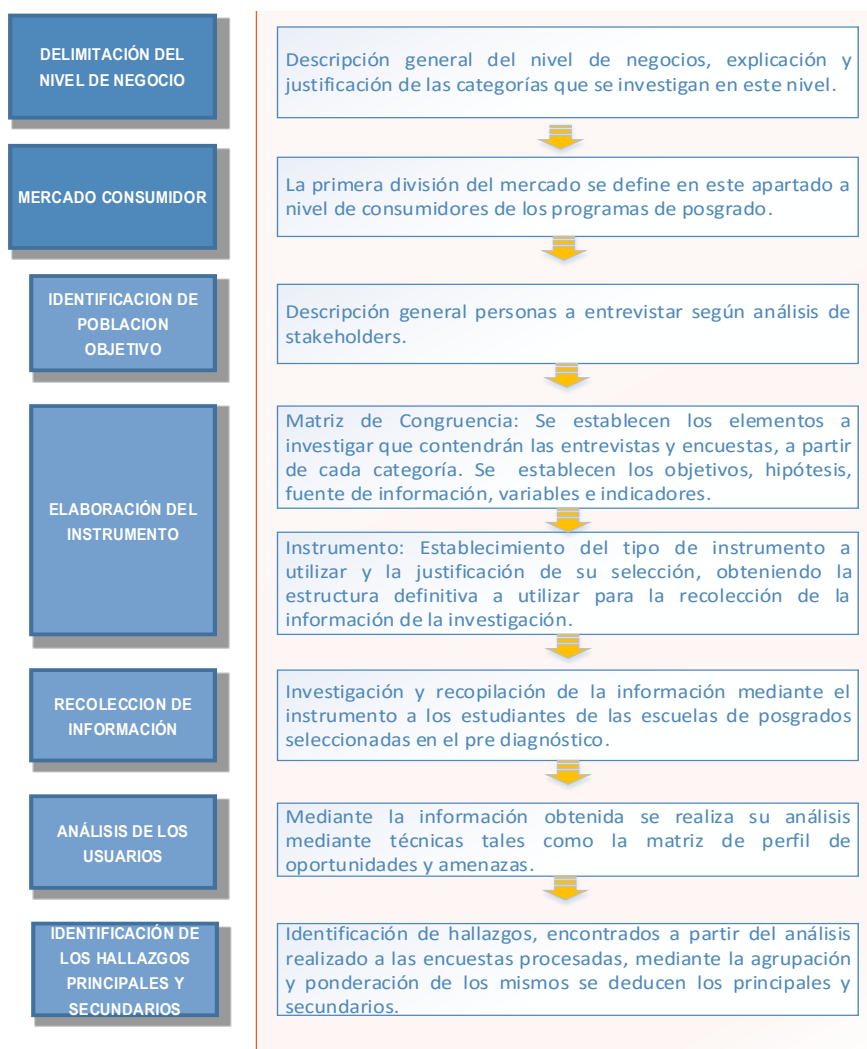 DELIMITACIÓN DEL
NIVEL DE NEGOCIO
Descripción general del nivel de negocios, explicación y
justificación de las categorías que se investigan en este nivel.
MERCADO CONSUMIDOR
La primera división del mercado se define en este apartado a
nivel de consumidores de los programas de posgrado.
IDENTIFICACION DE
POBLACION
OBJETIVO
Descripción general personas a entrevistar según análisis de
stakeholders.
ELABORACIÓN DEL
INSTRUMENTO
Matriz de Congruencia: Se establecen los elementos a
investigar que contendrán las entrevistas y encuestas, a partir
de cada categoría. Se establecen los objetivos, hipótesis,
fuente de información, variables e indicadores.
Instrumento: Establecimiento del tipo de instrumento a
utilizar y la justificación de su selección, obteniendo la
estructura definitiva a utilizar para la recolección de la
información de la investigación.
RECOLECCION DE
INFORMACIÓN
Investigación y recopilación de la información mediante el
instrumento a los estudiantes de las escuelas de posgrados
seleccionadas en el pre diagnóstico.
ANÁLISIS DE LOS
USUARIOS
Mediante la información obtenida se realiza su análisis
mediante técnicas tales como la matriz de perfil de
oportunidades y amenazas.
IDENTIFICACIÓN DE
LOS HALLAZGOS
PRINCIPALES Y
SECUNDARIOS
Identificación de hallazgos, encontrados a partir del análisis
realizado a las encuestas procesadas, mediante la agrupación
y ponderación de los mismos se deducen los principales y
secundarios.